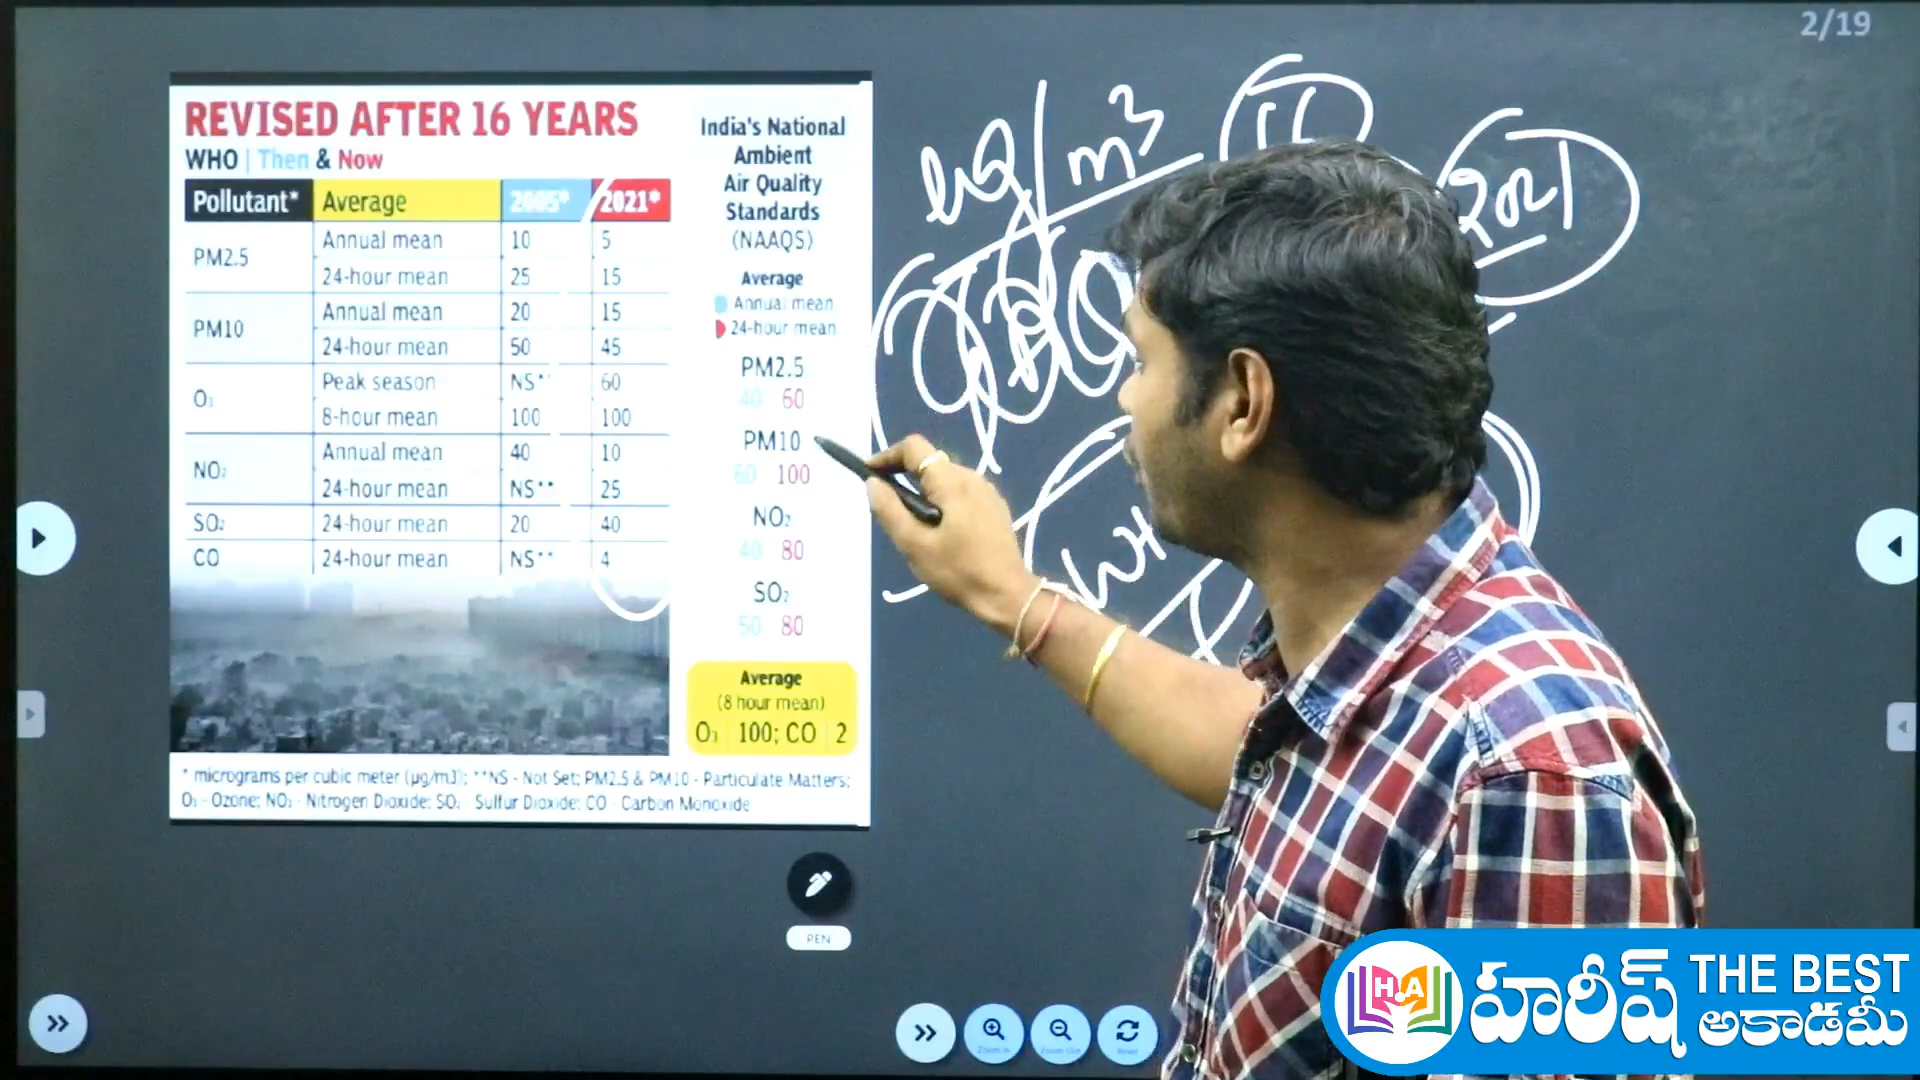 2/19
REVISED AFTER 16 YEARS
WHO | Then & Now
Pollutant* Average 2005* 2021*
PM2.5 Annual mean 10 5
24-hour mean 25 15
PM10 Annual mean 20 15
24-hour mean 50 45
O₃ Peak season NS** 60
8-hour mean 100 100
NO₂ Annual mean 40 10
24-hour mean NS** 25
SO₂ 24-hour mean 20 40
CO 24-hour mean NS** 4
India's National
Ambient
Air Quality
Standards
(NAAQS)
Average
Annual mean
24-hour mean
PM2.5
40 60
PM10
60 100
NO₂
40 80
SO₂
50 80
Average
(8 hour mean)
O₃ | 100; CO | 2
* micrograms per cubic meter (µg/m3); **NS - Not Set; PM2.5 & PM10 - Particulate Matters;
O₃ - Ozone; NO₂ - Nitrogen Dioxide; SO₂ - Sulfur Dioxide; CO - Carbon Monoxide
m³
2021
PEN
Zoom In Zoom Out Reset
H.A
హరీష్ THE BEST
అకాడమీ